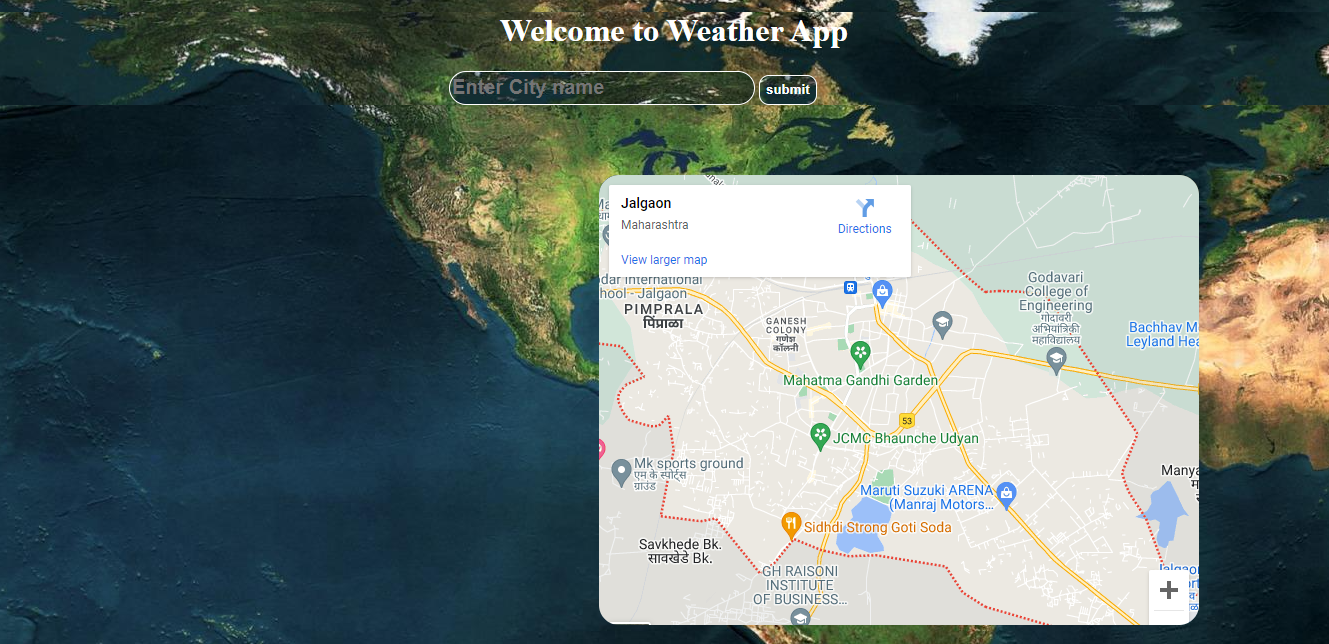 Welcome to Weather App
Enter City name
submit
Jalgaon
Maharashtra
Directions
View larger map
International
- Jalgaon
PIMPRALA
पिंप्राळा
GANESH
COLONY
गणेश
कॉलनी
Godavari
College of
Engineering
गोदावरी
अभियांत्रिकी
महाविद्यालय
Bachhav M
Leyland Hea
Mahatma Gandhi Garden
53
JCMC Bhaunche Udyan
Mk sports ground
एम के स्पोर्ट्स
ग्राउंड
Maruti Suzuki ARENA
(Manraj Motors...
Manya
Sidhdi Strong Goti Soda
Savkhede Bk.
सावखेडे Bk.
GH RAISONI
INSTITUTE
OF BUSINESS...
Jalgaon